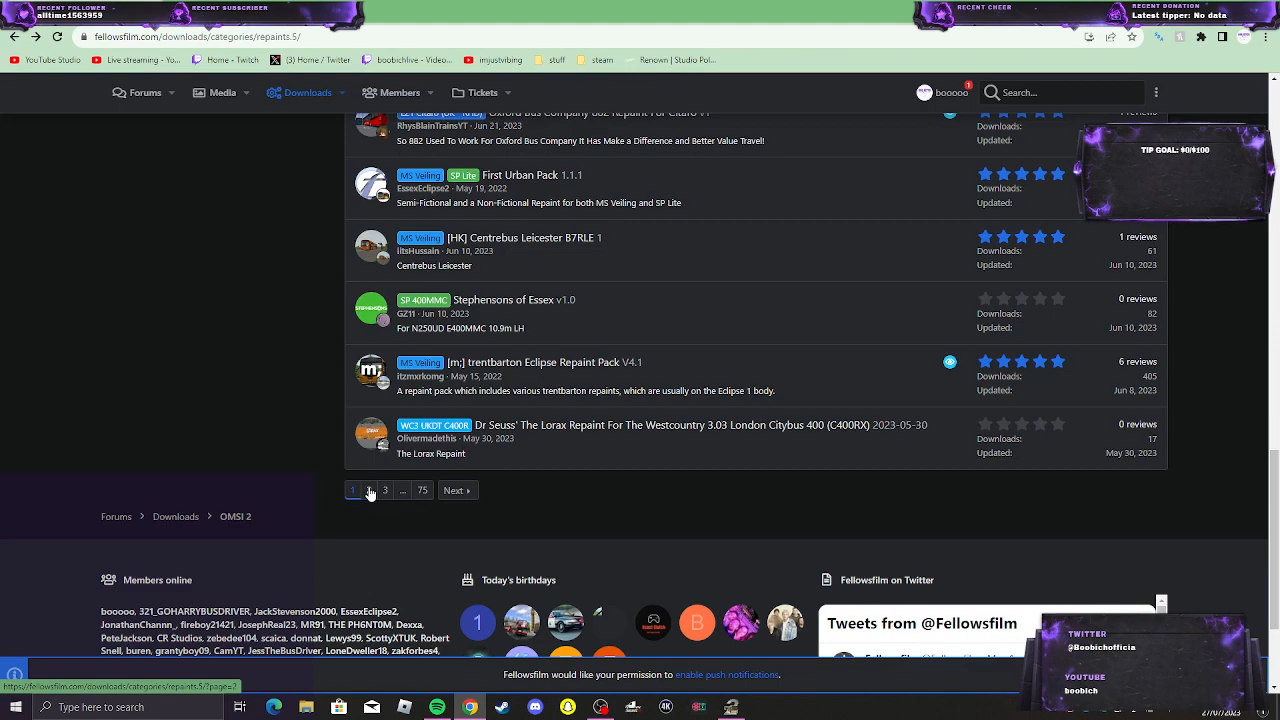 RECENT FOLLOWER
alltime1563959
RECENT SUBSCRIBER
RECENT CHEER
RECENT DONATION
Latest tipper: No data
fellowsfilm.com/downloads/categories/repaints.5/
YouTube Studio
Live streaming - Yo...
Home - Twitch
(3) Home / Twitter
boobichlive - Video...
imjustvibing
stuff
steam
Renown | Studio Pol...
Forums
Media
Downloads
Members
Tickets
booooo
1
Search...
RhysBlainTrainsYT · Jun 21, 2023
So 882 Used To Work For Oxford Bus Company It Has Make a Difference and Better Value Travel!
Downloads:
Updated:
TIP GOAL: $0/$100
MS Veiling SP Lite First Urban Pack 1.1.1
EssexEclipse2 · May 19, 2022
Semi-Fictional and a Non-Fictional Repaint for both MS Veiling and SP Lite
Downloads:
Updated:
MS Veiling [HK] Centrebus Leicester B7RLE 1
ItsHussain · Jun 10, 2023
Centrebus Leicester
1 reviews
Downloads: 61
Updated: Jun 10, 2023
SP 400MMC Stephensons of Essex v1.0
GZ11 · Jun 10, 2023
For N250UD E400MMC 10.9m LH
0 reviews
Downloads: 82
Updated: Jun 10, 2023
MS Veiling [m;] trentbarton Eclipse Repaint Pack V4.1
itzmxrkomg · May 15, 2022
A repaint pack which includes various trentbarton repaints, which are usually on the Eclipse 1 body.
6 reviews
Downloads: 405
Updated: Jun 8, 2023
WC3 UKDT C400R Dr Seuss' The Lorax Repaint For The Westcountry 3.03 London Citybus 400 (C400RX) 2023-05-30
Olivermadethis · May 30, 2023
The Lorax Repaint
0 reviews
Downloads: 17
Updated: May 30, 2023
1 3 ... 75 Next
Forums Downloads OMSI 2
Members online
booooo, 321_GOHARRYBUSDRIVER, JackStevenson2000, EssexEclipse2,
JonathanChannn_, fireboy21421, JosephReal23, MR91, THE PH6NT0M, Dexxa,
PeteJackson, CR Studios, zebedee104, scaica, donnat, Lewys99, ScottyXTUK, Robert
Snell, buren, grantyboy09, CamYT, JessTheBusDriver, LoneDweller18, zakforbes4,
Today's birthdays
1
B
Fellowsfilm on Twitter
Tweets from @Fellowsfilm
TWITTER
@Boobichofficia
YOUTUBE
boobich
Fellowsfilm would like your permission to enable push notifications.
https://fellowsfilm.com/downloads/categories/repaints.5/?page=2
Type here to search
27/07/2023